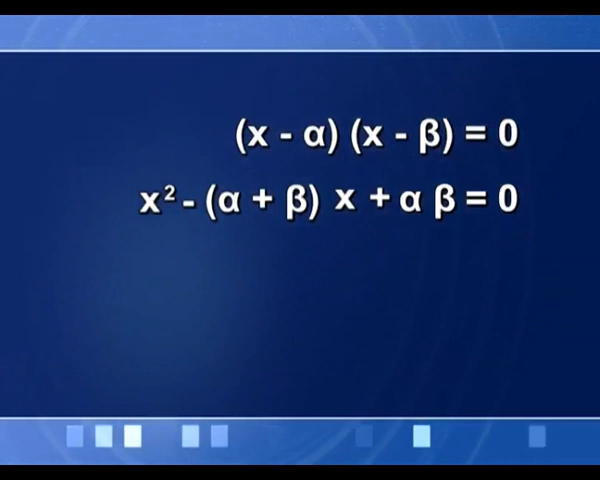 (x - α) (x - β) = 0
x² - (α + β) x + α β = 0